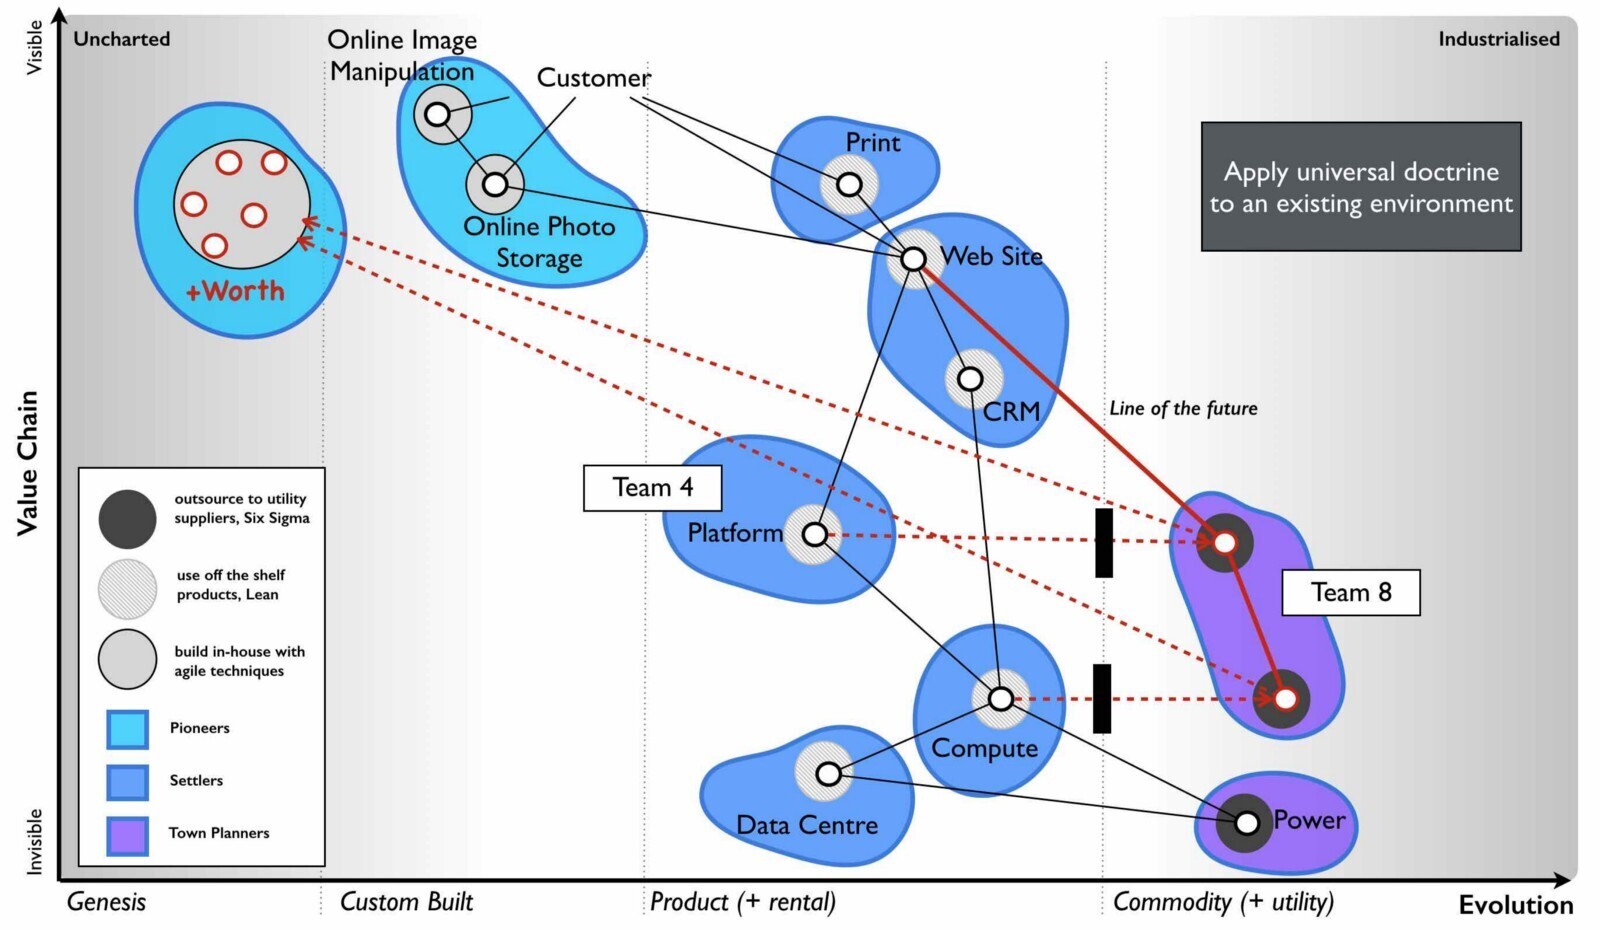 Visible
Uncharted
Online Image
Manipulation
Customer
Industrialised
Print
Apply universal doctrine
to an existing environment
Online Photo
Storage
Web Site
+Worth
Value Chain
CRM
Line of the future
Team 4
Platform
Team 8
outsource to utility
suppliers, Six Sigma
use off the shelf
products, Lean
build in-house with
agile techniques
Pioneers
Settlers
Town Planners
Compute
Data Centre
Power
Invisible
Genesis
Custom Built
Product (+ rental)
Commodity (+ utility)
Evolution